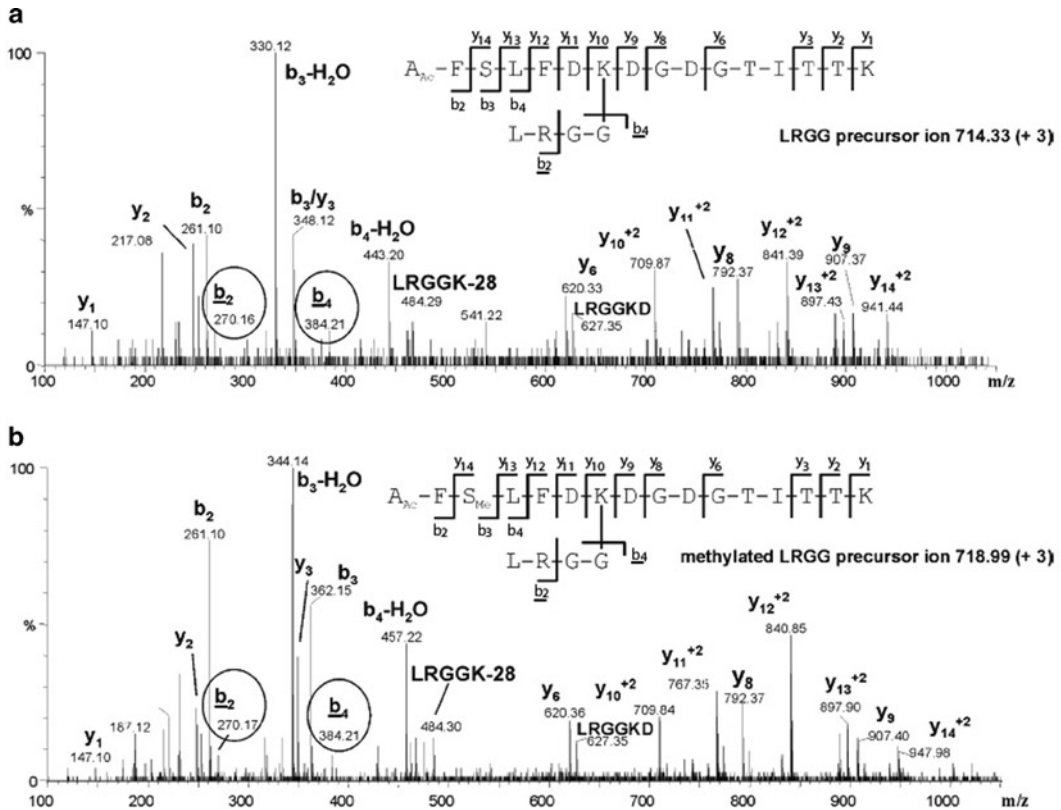 a
100
%
0
330.12
b3-H2O
y2
217.08
b2
261.10
b2
270.16
y1
147.10
b3/y3
348.12
b4
384.21
b4-H2O
443.20
LRGGK-28
484.29
541.22
y6
620.33
LRGGKD
627.35
y10+2
709.87
y11+2
y8
792.37
y12+2
841.39
y13+2
897.43
y9
907.37
y14+2
941.44
y14 y13 y12 y11 y10 y9 y8 y6 y3 y2 y1
AAc-F-S-L-F-D-K-D-G-D-G-T-I-T-T-K
b2 b3 b4
L-R-G-G
b4
b2
LRGG precursor ion 714.33 (+ 3)
100 200 300 400 500 600 700 800 900 1000 m/z
b
100
%
0
344.14
b3-H2O
b2
261.10
y3
b3
362.15
y2
b2
270.17
y1
147.10
187.12
b4
384.21
b4-H2O
457.22
LRGGK-28
484.30
y6
620.36
LRGGKD
627.35
y10+2
709.84
y11+2
767.35
y8
792.37
y12+2
840.85
y13+2
897.90
y9
907.40
y14+2
947.98
y14 y13 y12 y11 y10 y9 y8 y6 y3 y2 y1
AAc-F-SMe-L-F-D-K-D-G-D-G-T-I-T-T-K
b2 b3 b4
L-R-G-G
b4
b2
methylated LRGG precursor ion 718.99 (+ 3)
100 200 300 400 500 600 700 800 900 1000 m/z